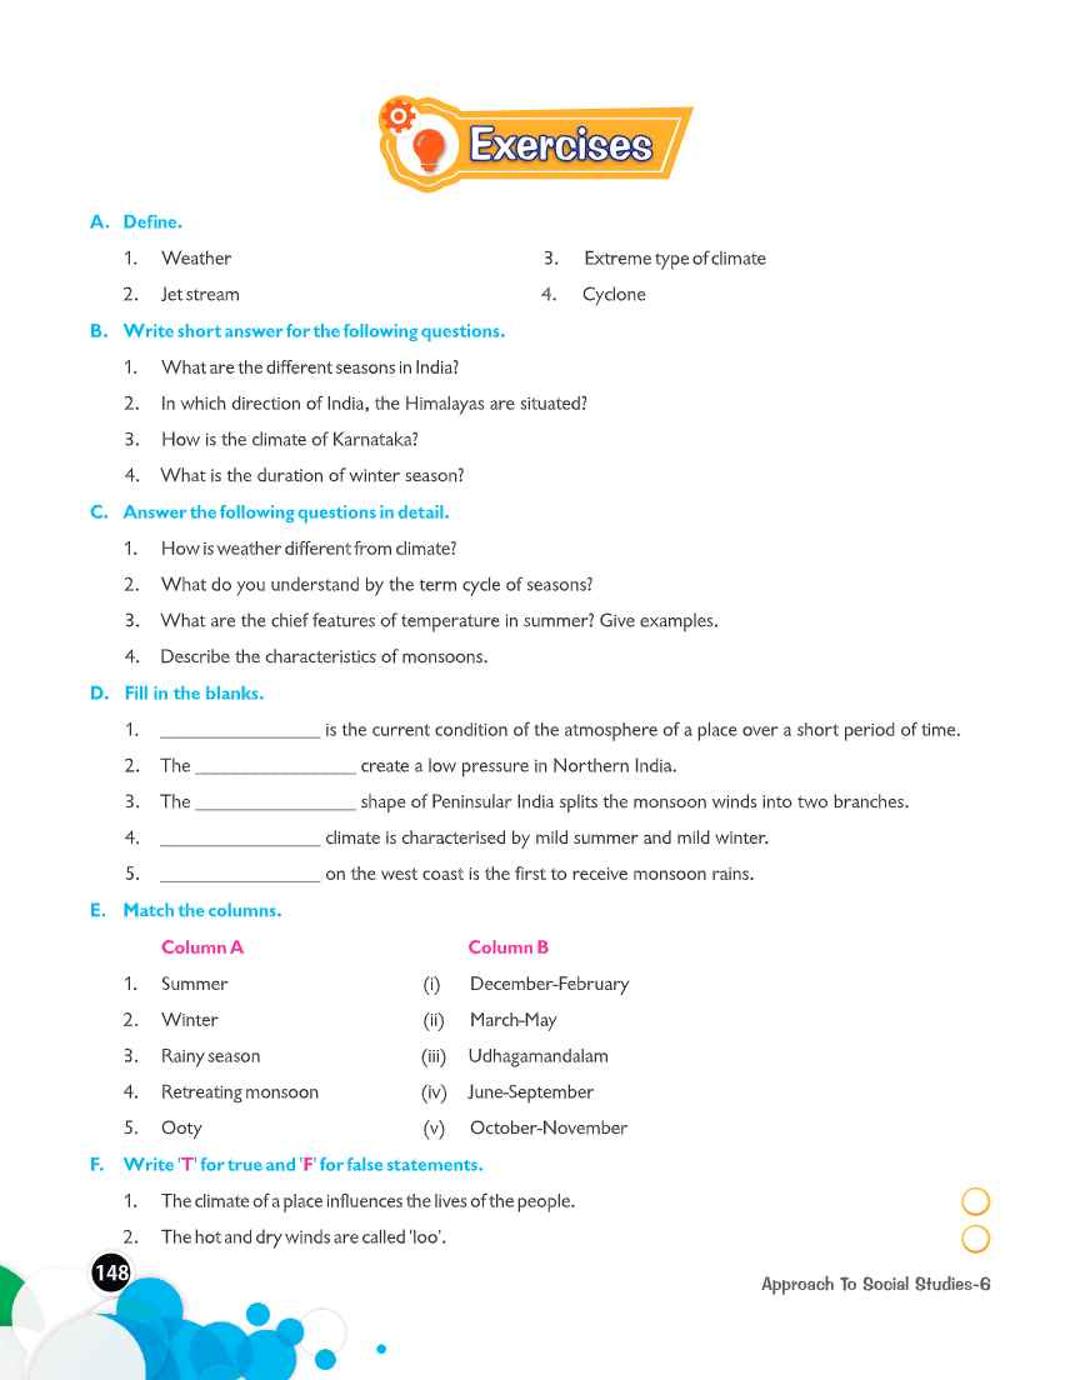 Exercises
A. Define.
1. Weather
3. Extreme type of climate
2. Jet stream
4. Cyclone
B. Write short answer for the following questions.
1. What are the different seasons in India?
2. In which direction of India, the Himalayas are situated?
3. How is the climate of Karnataka?
4. What is the duration of winter season?
C. Answer the following questions in detail.
1. How is weather different from climate?
2. What do you understand by the term cycle of seasons?
3. What are the chief features of temperature in summer? Give examples.
4. Describe the characteristics of monsoons.
D. Fill in the blanks.
1. ________________ is the current condition of the atmosphere of a place over a short period of time.
2. The ________________ create a low pressure in Northern India.
3. The ________________ shape of Peninsular India splits the monsoon winds into two branches.
4. ________________ climate is characterised by mild summer and mild winter.
5. ________________ on the west coast is the first to receive monsoon rains.
E. Match the columns.
Column A Column B
1. Summer (i) December-February
2. Winter (ii) March-May
3. Rainy season (iii) Udhagamandalam
4. Retreating monsoon (iv) June-September
5. Ooty (v) October-November
F. Write 'T' for true and 'F' for false statements.
1. The climate of a place influences the lives of the people.
2. The hot and dry winds are called 'loo'.
148
Approach To Social Studies-6